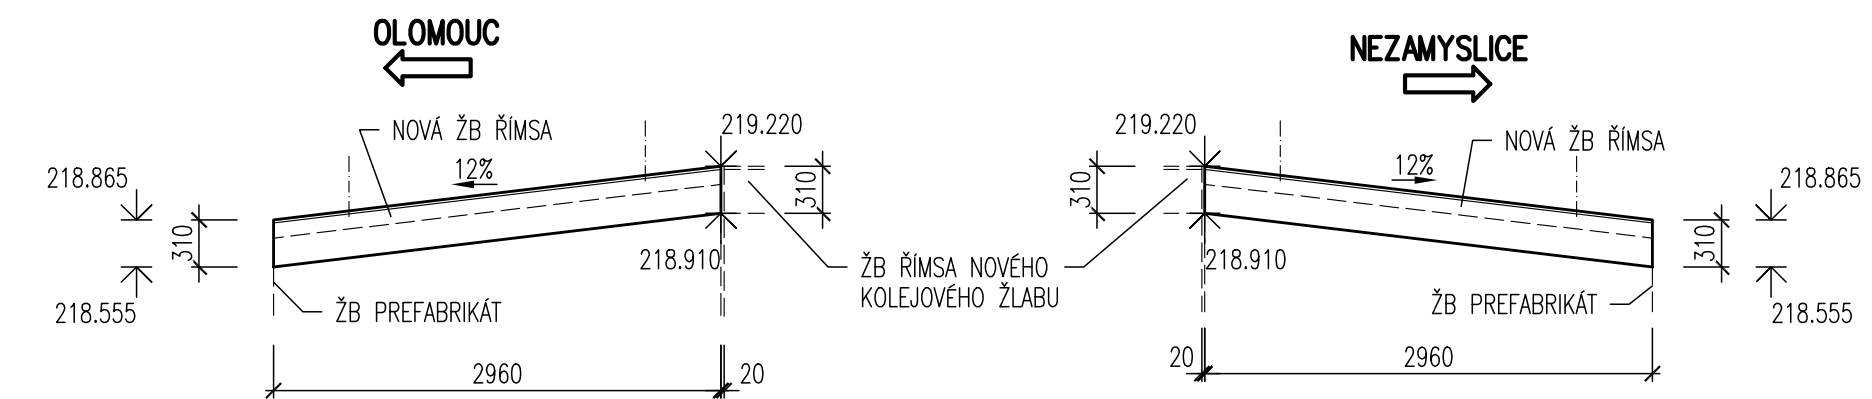 OLOMOUC
NOVÁ ŽB ŘÍMSA
219.220
12%
218.865
310
310
218.910
218.555
ŽB PREFABRIKÁT
2960
20
ŽB ŘÍMSA NOVÉHO
KOLEJOVÉHO ŽLABU
NEZAMYSLICE
219.220
NOVÁ ŽB ŘÍMSA
12%
218.865
310
310
218.910
ŽB PREFABRIKÁT
218.555
20
2960